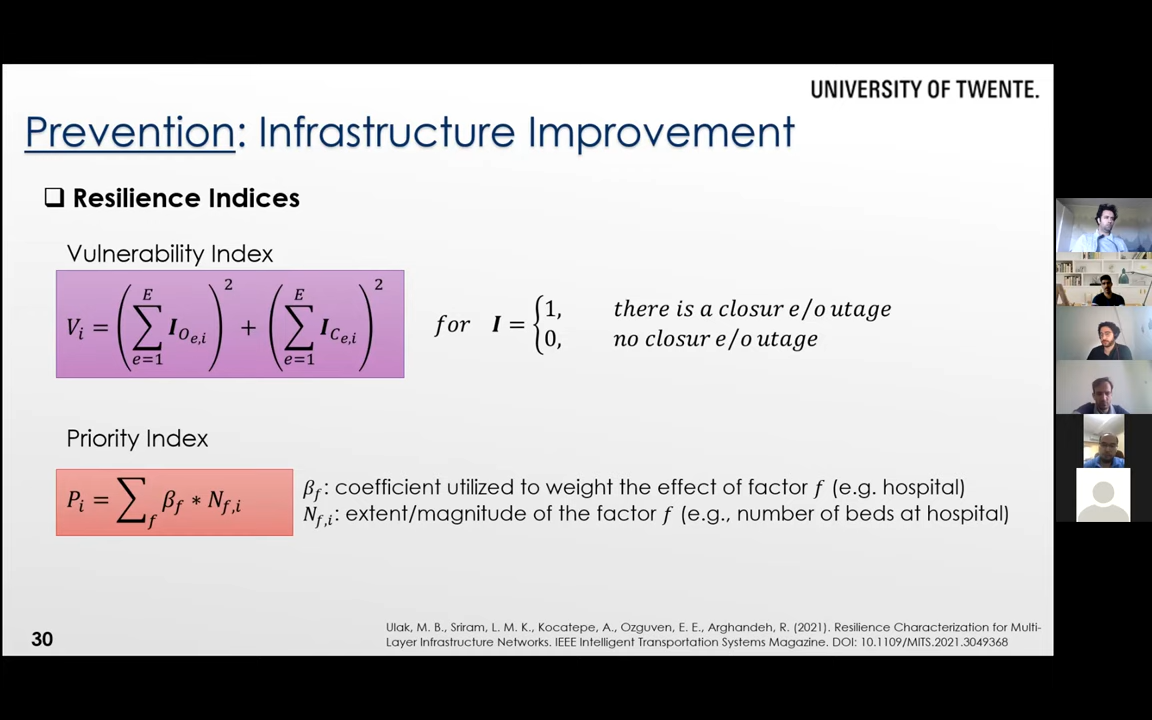 UNIVERSITY OF TWENTE.
Prevention: Infrastructure Improvement
❑ Resilience Indices
Vulnerability Index
V_i = (∑_{e=1}^{E} I_{O_{e,i}})^2 + (∑_{e=1}^{E} I_{C_{e,i}})^2 for I = { 1, there is a closur e/o utage
0, no closur e/o utage
Priority Index
P_i = ∑_f β_f * N_{f,i}
β_f: coefficient utilized to weight the effect of factor f (e.g. hospital)
N_{f,i}: extent/magnitude of the factor f (e.g., number of beds at hospital)
Ulak, M. B., Sriram, L. M. K., Kocatepe, A., Ozguven, E. E., Arghandeh, R. (2021). Resilience Characterization for Multi-
Layer Infrastructure Networks. IEEE Intelligent Transportation Systems Magazine. DOI: 10.1109/MITS.2021.3049368
30